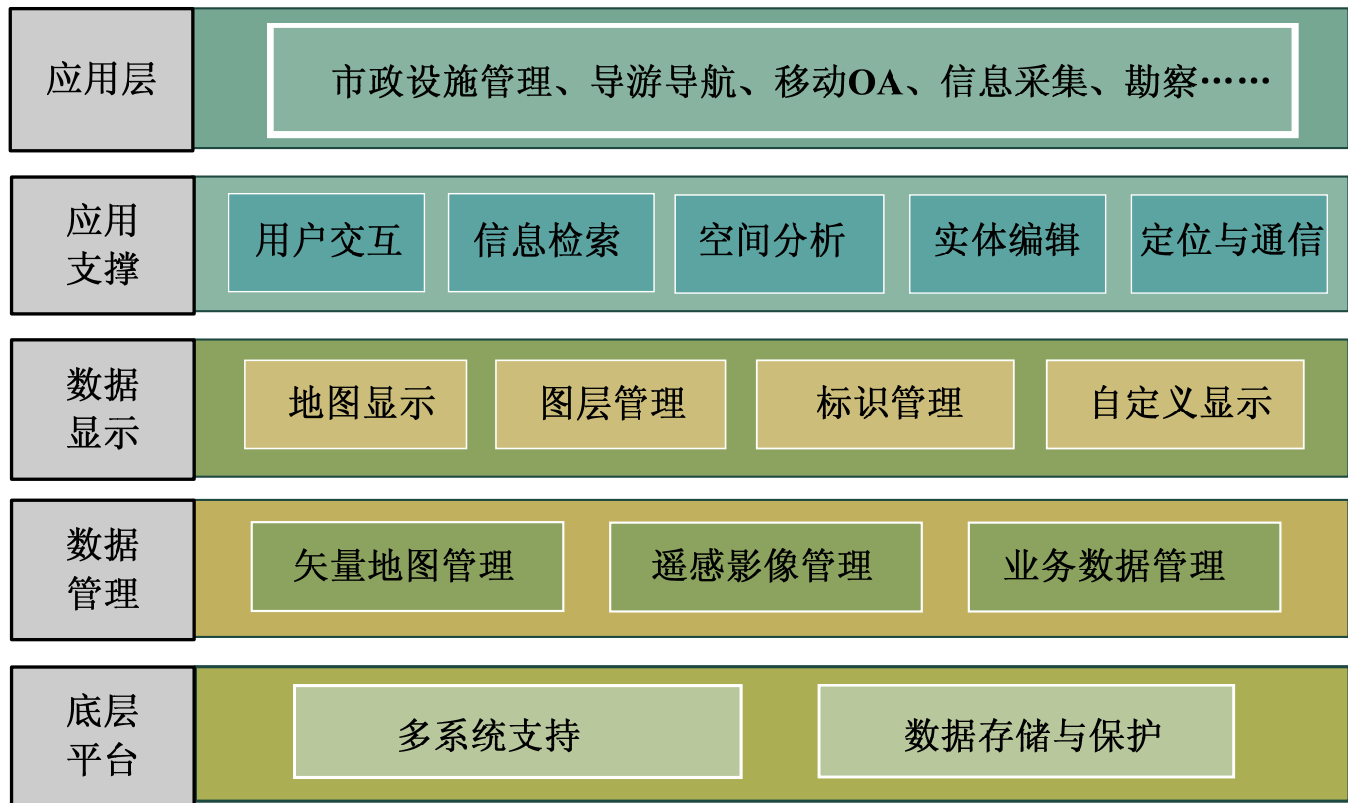 应用层
市政设施管理、导游导航、移动OA、信息采集、勘察……
应用
支撑
用户交互
信息检索
空间分析
实体编辑
定位与通信
数据
显示
地图显示
图层管理
标识管理
自定义显示
数据
管理
矢量地图管理
遥感影像管理
业务数据管理
底层
平台
多系统支持
数据存储与保护